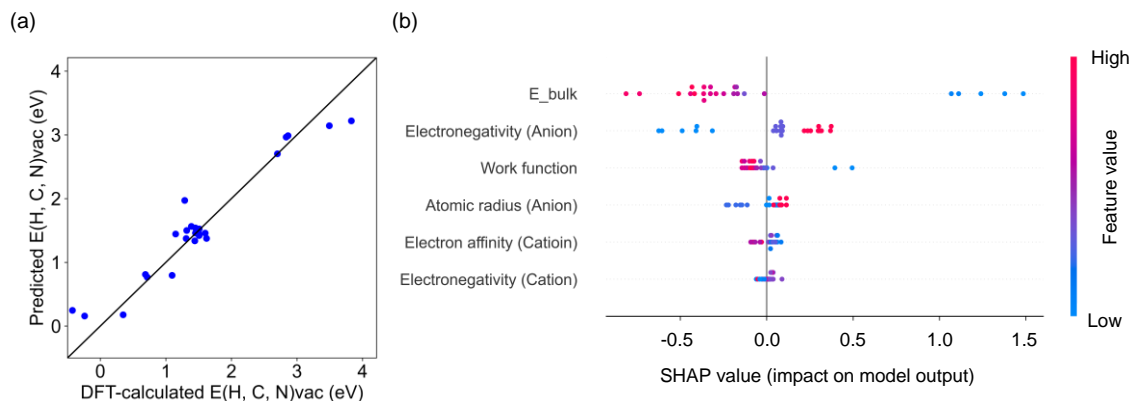 (a)
(b)
Predicted E(H, C, N)vac (eV)
4
3
2
1
0
0 1 2 3 4
DFT-calculated E(H, C, N)vac (eV)
E_bulk
Electronegativity (Anion)
Work function
Atomic radius (Anion)
Electron affinity (Catioin)
Electronegativity (Cation)
-0.5 0.0 0.5 1.0 1.5
SHAP value (impact on model output)
High
Feature value
Low